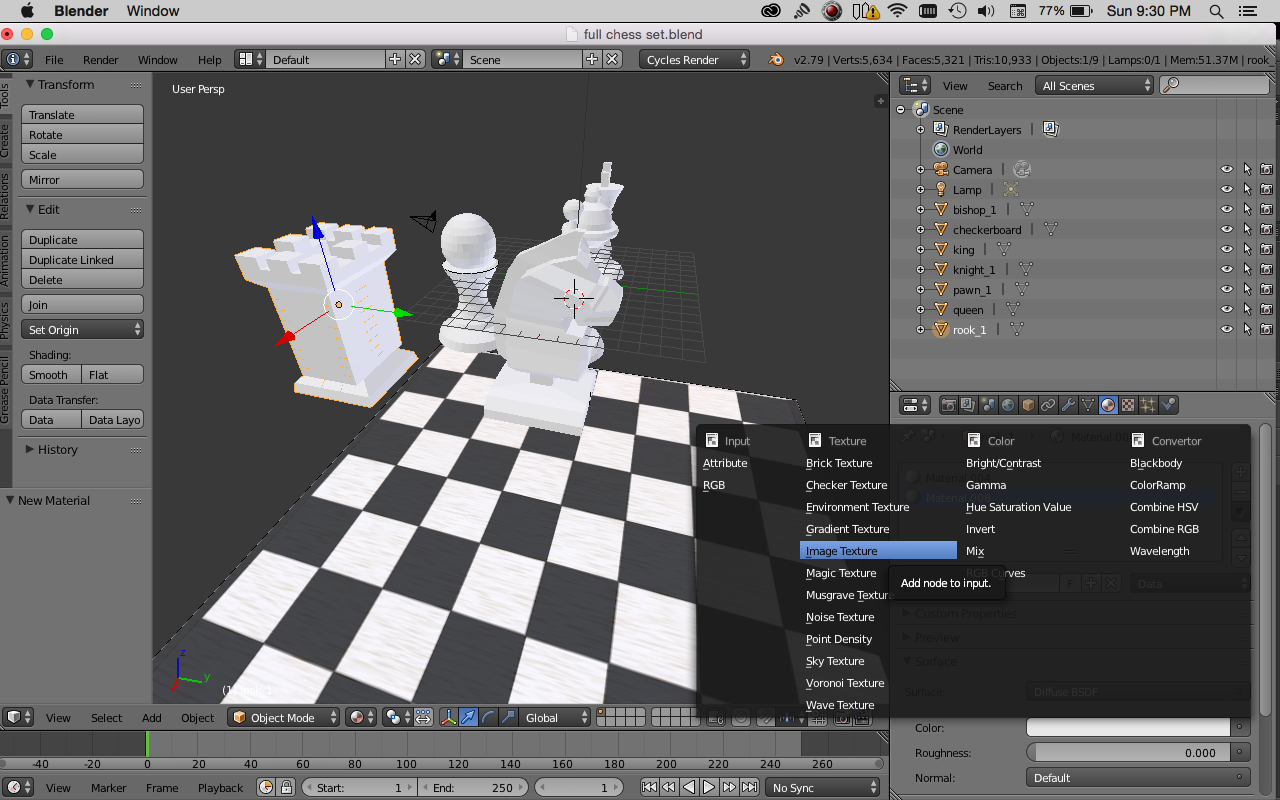 Blender Window 77% Sun 9:30 PM
full chess set.blend
File Render Window Help Default Scene Cycles Render v2.79 | Verts:5,634 | Faces:5,321 | Tris:10,933 | Objects:1/9 | Lamps:0/1 | Mem:51.37M | rook_
Tools
Create
Relations
Animation
Physics
Grease Pencil
Transform
Translate
Rotate
Scale
Mirror
Edit
Duplicate
Duplicate Linked
Delete
Join
Set Origin
Shading:
Smooth Flat
Data Transfer:
Data Data Layo
History
New Material
User Persp
z
y
View Search All Scenes
Scene
RenderLayers
World
Camera
Lamp
bishop_1
checkerboard
king
knight_1
pawn_1
queen
rook_1
Input Texture Color Convertor
Attribute Brick Texture Bright/Contrast Blackbody
RGB Checker Texture Gamma ColorRamp
Environment Texture Hue Saturation Value Combine HSV
Gradient Texture Invert Combine RGB
Image Texture Mix Wavelength
Magic Texture RGB Curves
Add node to input.
Musgrave Texture
Noise Texture
Point Density
Sky Texture
Voronoi Texture
Wave Texture
F Data
Custom Properties
Preview
Surface
Surface: Diffuse BSDF
Color:
Roughness: 0.000
Normal: Default
View Select Add Object Object Mode Global
-40 -20 0 20 40 60 80 100 120 140 160 180 200 220 240 260
View Marker Frame Playback Start: 1 End: 250 1 No Sync